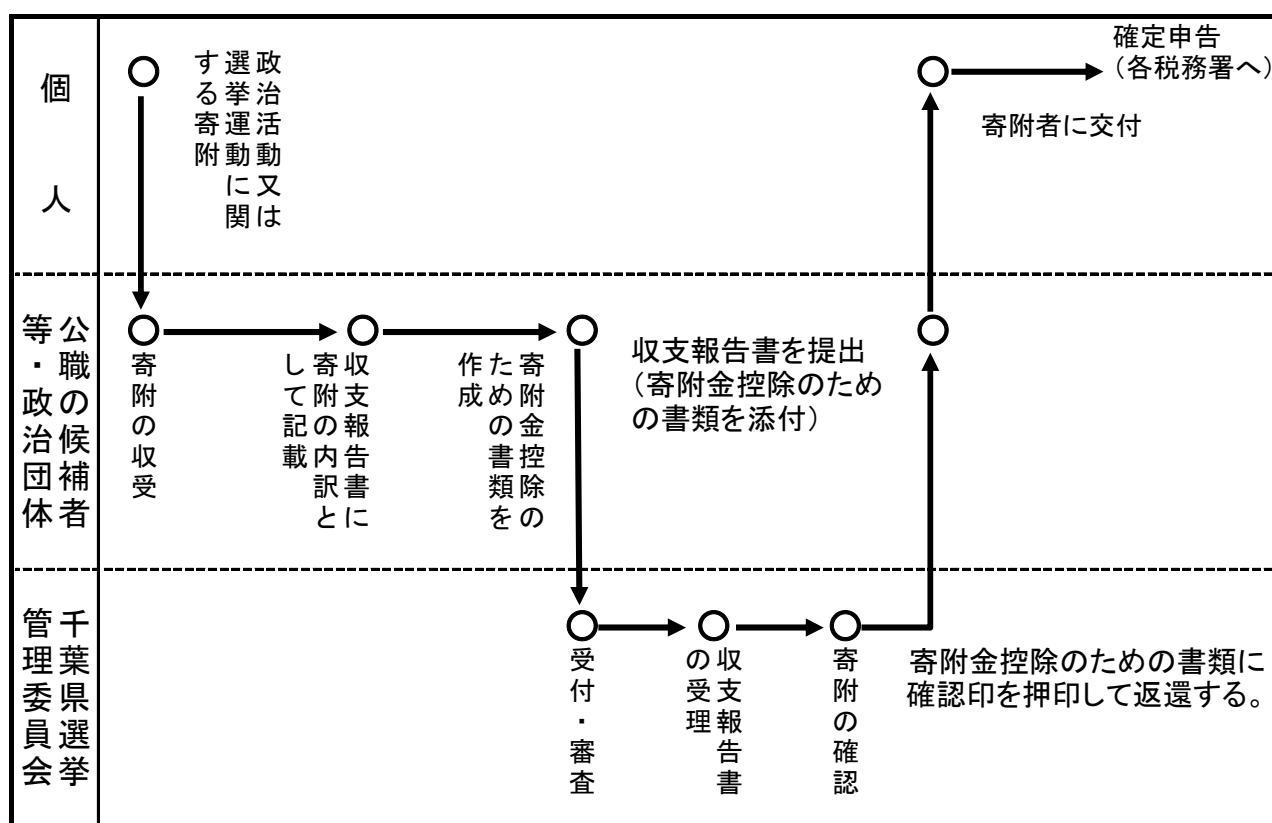 個人
政治活動又は
選挙運動に関
する寄附
確定申告
（各税務署へ）
寄附者に交付
公職の候補者
等・政治団体
寄附の収受
収支報告書に
寄附の内訳と
して記載
寄附金控除の
ための書類を
作成
収支報告書を提出
（寄附金控除のため
の書類を添付）
千葉県選挙
管理委員会
受付・審査
収支報告書
の受理
寄附の確認
寄附金控除のための書類に
確認印を押印して返還する。